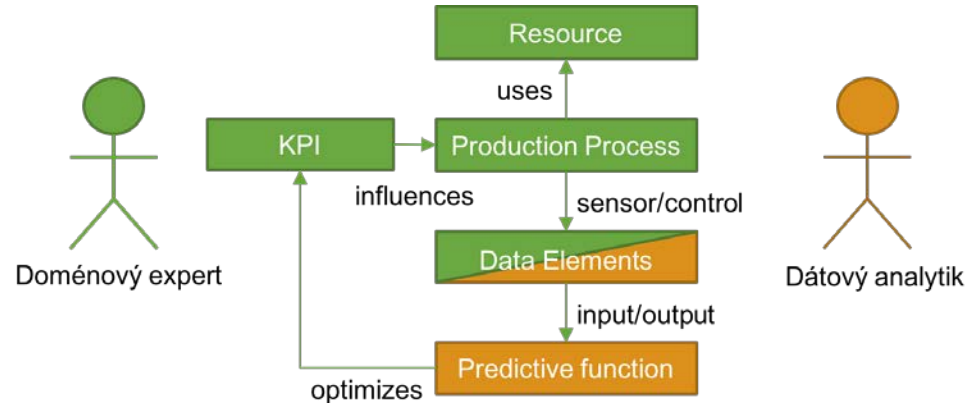 Resource
uses
KPI
Production Process
influences
sensor/control
Doménový expert
Data Elements
Dátový analytik
input/output
Predictive function
optimizes